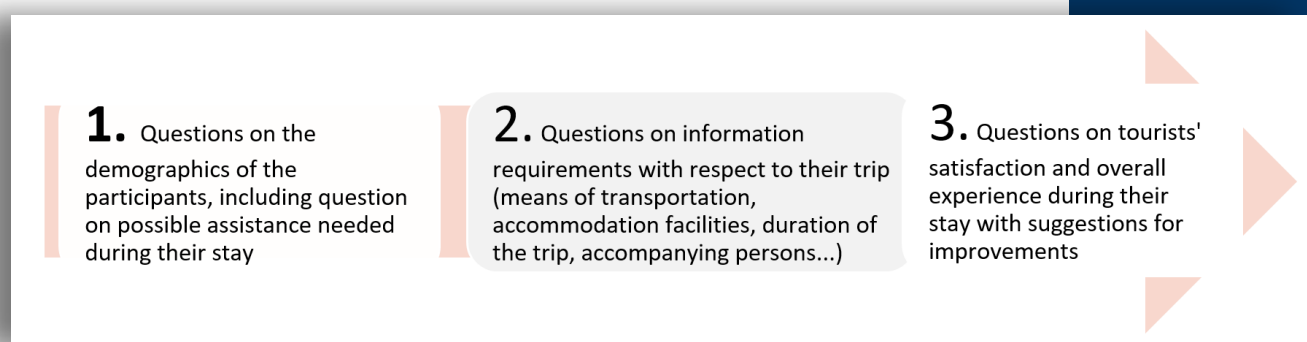 1. Questions on the
demographics of the
participants, including question
on possible assistance needed
during their stay
2. Questions on information
requirements with respect to their trip
(means of transportation,
accommodation facilities, duration of
the trip, accompanying persons...)
3. Questions on tourists'
satisfaction and overall
experience during their
stay with suggestions for
improvements